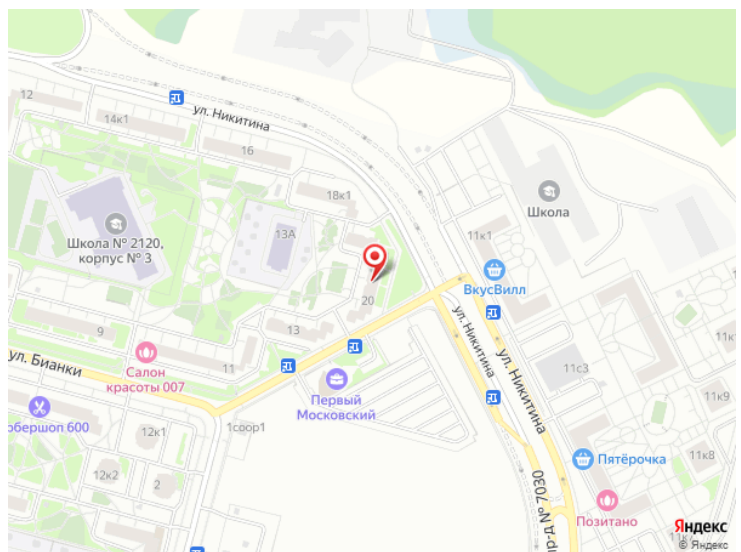 12
14к1
ул. Никитина
16
18к1
Школа
13А
Школа № 2120,
корпус № 3
11к1
ВкусВилл
20
13
ул. Никитина
ул. Никитина
9
Салон
красоты 007
11
ул. Бианки
11с3
11к9
Первый
Московский
обершоп 600
12к1
1соор1
12к2
2
Пятёрочка
11к8
пр-д № 7030
Позитано
Яндекс
© Яндекс